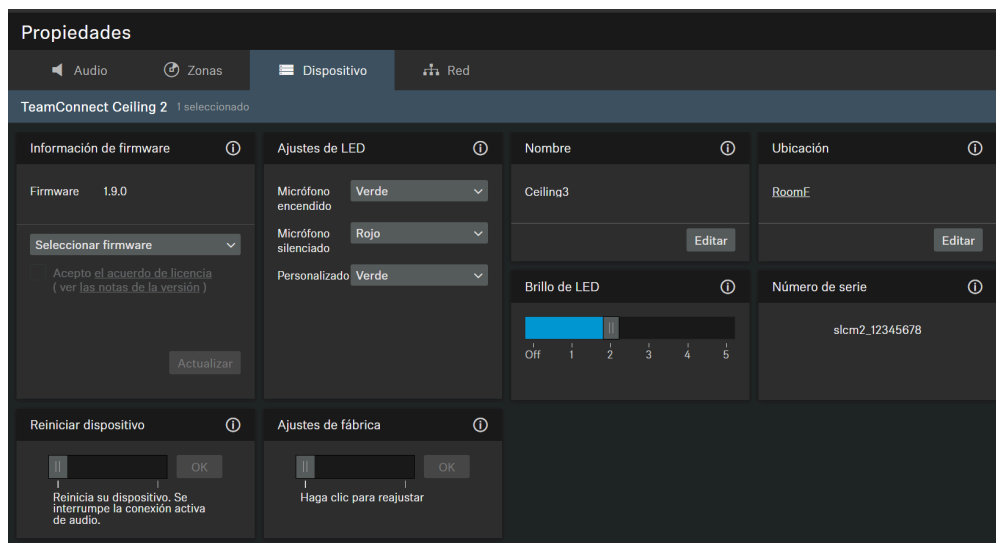 Propiedades
Audio
Zonas
Dispositivo
Red
TeamConnect Ceiling 2 1 seleccionado
Información de firmware
Firmware 1.9.0
Seleccionar firmware
Acepto el acuerdo de licencia
( ver las notas de la versión )
Actualizar
Ajustes de LED
Micrófono
encendido
Verde
Micrófono
silenciado
Rojo
Personalizado Verde
Nombre
Ceiling3
Editar
Ubicación
RoomF
Editar
Brillo de LED
Off 1 2 3 4 5
Número de serie
slcm2_12345678
Reiniciar dispositivo
OK
Reinicia su dispositivo. Se
interrumpe la conexión activa
de audio.
Ajustes de fábrica
OK
Haga clic para reajustar